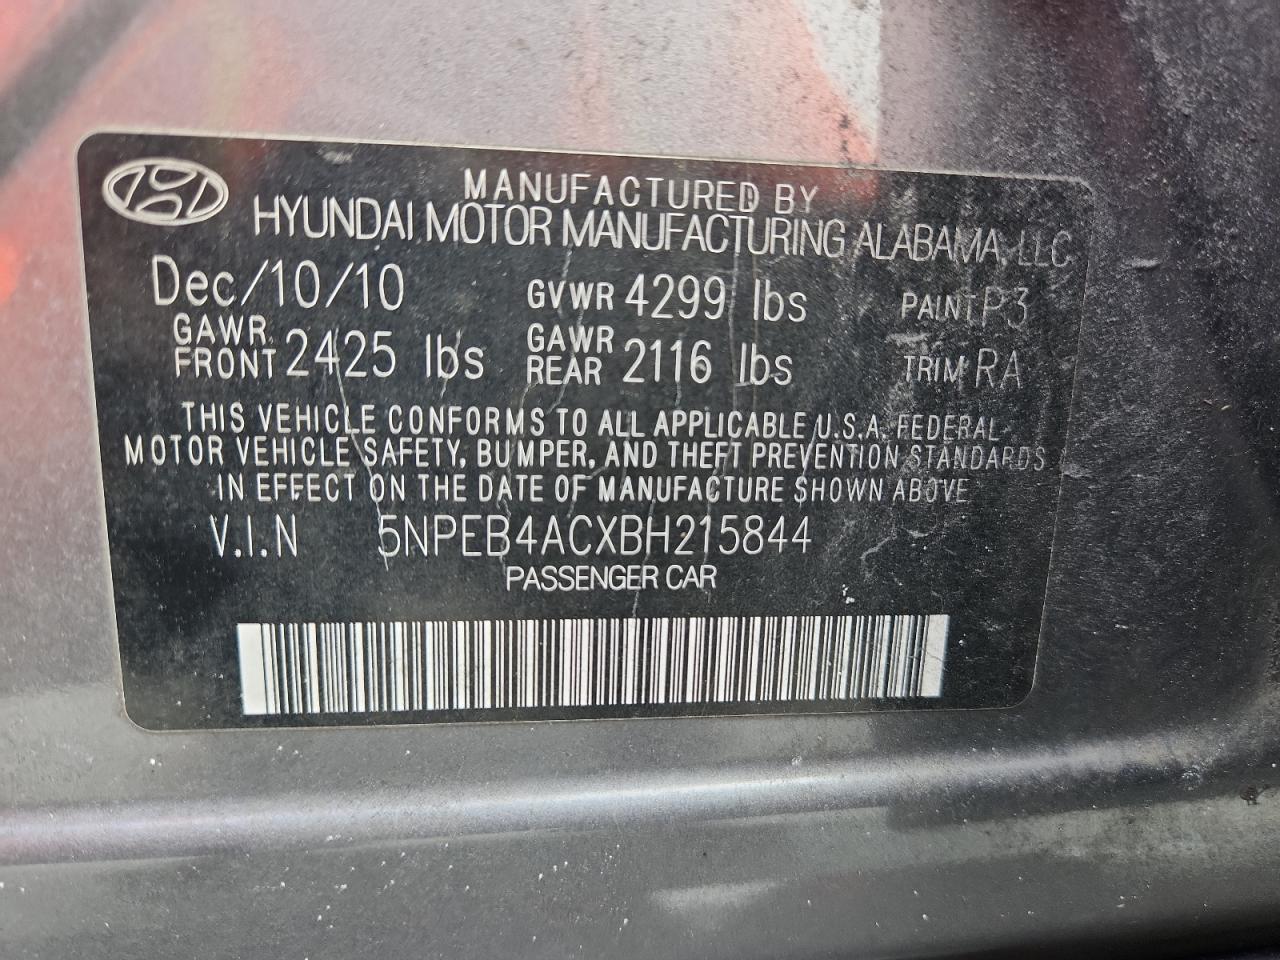 MANUFACTURED BY
HYUNDAI MOTOR MANUFACTURING ALABAMA, LLC
Dec/10/10 GVWR 4299 lbs PAINT P3
GAWR FRONT 2425 lbs GAWR REAR 2116 lbs TRIM RA
THIS VEHICLE CONFORMS TO ALL APPLICABLE U.S.A. FEDERAL
MOTOR VEHICLE SAFETY, BUMPER, AND THEFT PREVENTION STANDARDS
IN EFFECT ON THE DATE OF MANUFACTURE SHOWN ABOVE
V.I.N 5NPEB4ACXBH215844
PASSENGER CAR